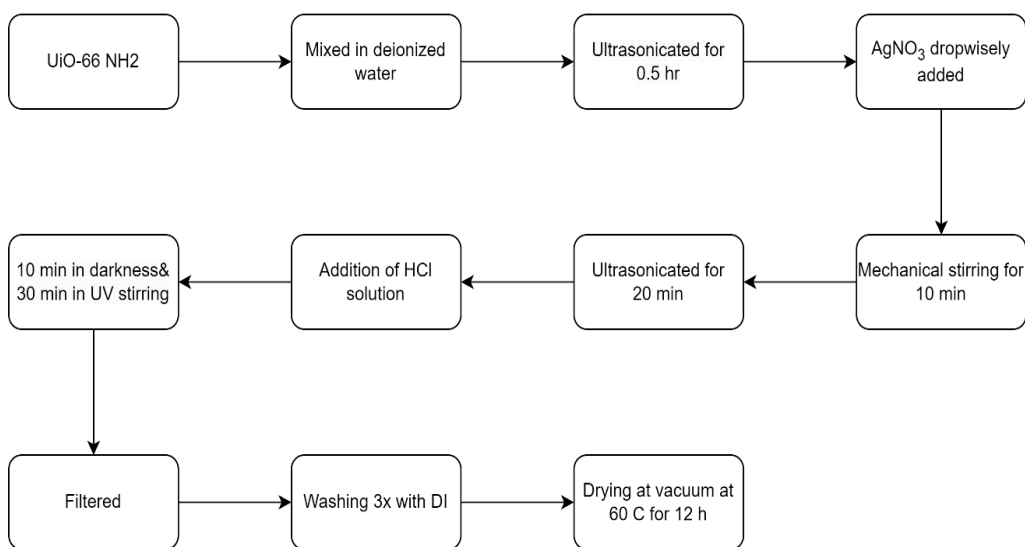 UiO-66 NH2
Mixed in deionized
water
Ultrasonicated for
0.5 hr
AgNO₃ dropwisely
added
Mechanical stirring for
10 min
Ultrasonicated for
20 min
Addition of HCl
solution
10 min in darkness&
30 min in UV stirring
Filtered
Washing 3x with DI
Drying at vacuum at
60 C for 12 h